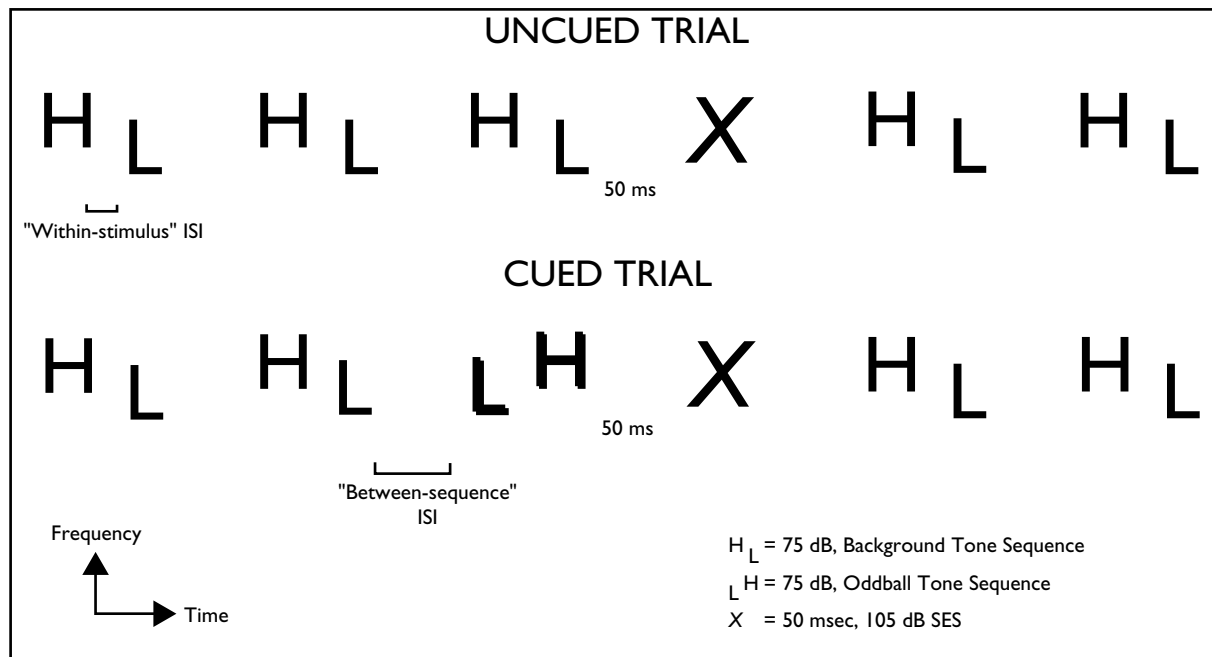 UNCUED TRIAL
H L H L H L X H L H L
50 ms
"Within-stimulus" ISI
CUED TRIAL
H L H L L H X H L H L
50 ms
"Between-sequence"
ISI
Frequency
Time
H L = 75 dB, Background Tone Sequence
L H = 75 dB, Oddball Tone Sequence
X = 50 msec, 105 dB SES